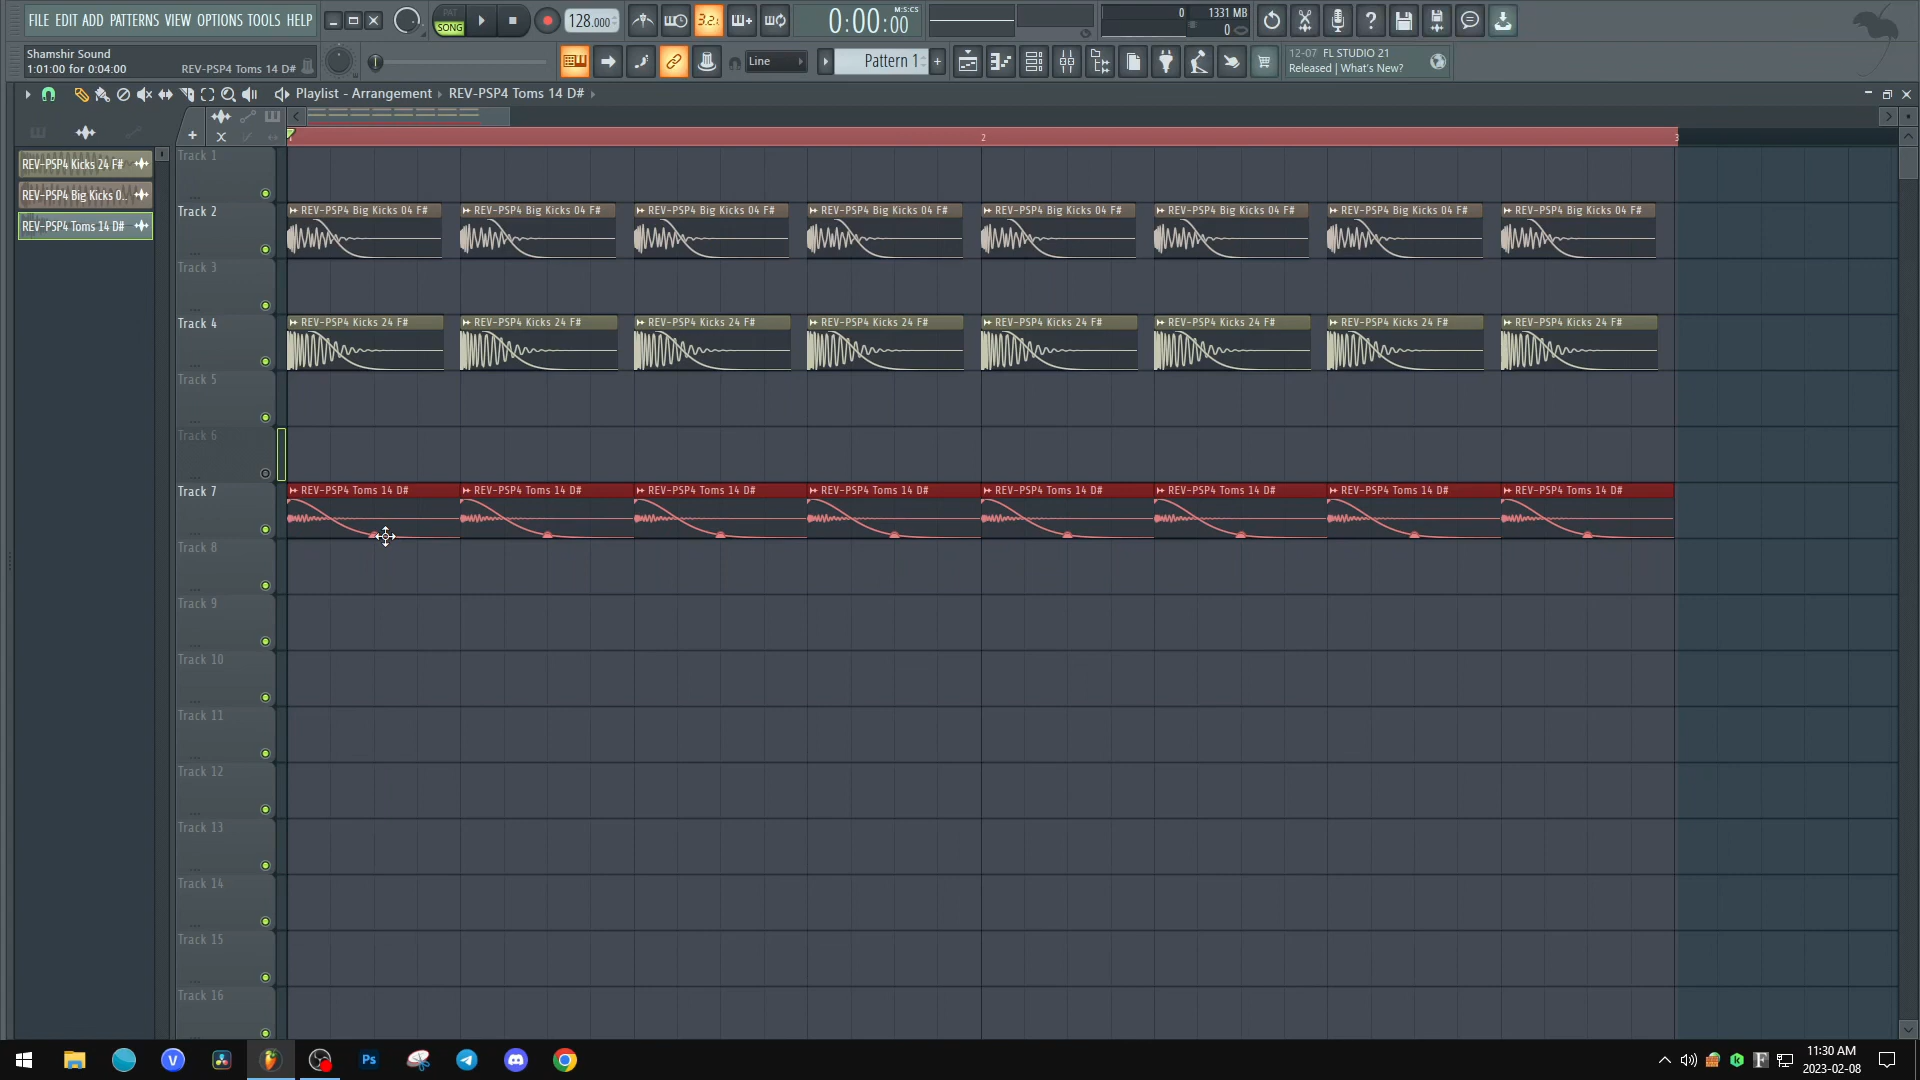 FILE EDIT ADD PATTERNS VIEW OPTIONS TOOLS HELP
PAT
SONG
128.000
3.2.
0:00:00
M:S:CS
0
1331 MB
0
Shamshir Sound
1:01:00 for 0:04:00
REV-PSP4 Toms 14 D#
Line
Pattern 1
12-07 FL STUDIO 21
Released | What's New?
Playlist - Arrangement
REV-PSP4 Toms 14 D#
2
3
REV-PSP4 Kicks 24 F#
REV-PSP4 Big Kicks 0..
REV-PSP4 Toms 14 D#
Track 1
Track 2
REV-PSP4 Big Kicks 04 F# REV-PSP4 Big Kicks 04 F# REV-PSP4 Big Kicks 04 F# REV-PSP4 Big Kicks 04 F# REV-PSP4 Big Kicks 04 F# REV-PSP4 Big Kicks 04 F# REV-PSP4 Big Kicks 04 F# REV-PSP4 Big Kicks 04 F#
Track 3
Track 4
REV-PSP4 Kicks 24 F# REV-PSP4 Kicks 24 F# REV-PSP4 Kicks 24 F# REV-PSP4 Kicks 24 F# REV-PSP4 Kicks 24 F# REV-PSP4 Kicks 24 F# REV-PSP4 Kicks 24 F# REV-PSP4 Kicks 24 F#
Track 5
Track 6
Track 7
REV-PSP4 Toms 14 D# REV-PSP4 Toms 14 D# REV-PSP4 Toms 14 D# REV-PSP4 Toms 14 D# REV-PSP4 Toms 14 D# REV-PSP4 Toms 14 D# REV-PSP4 Toms 14 D# REV-PSP4 Toms 14 D#
Track 8
Track 9
Track 10
Track 11
Track 12
Track 13
Track 14
Track 15
Track 16
V
Ps
F
11:30 AM
2023-02-08